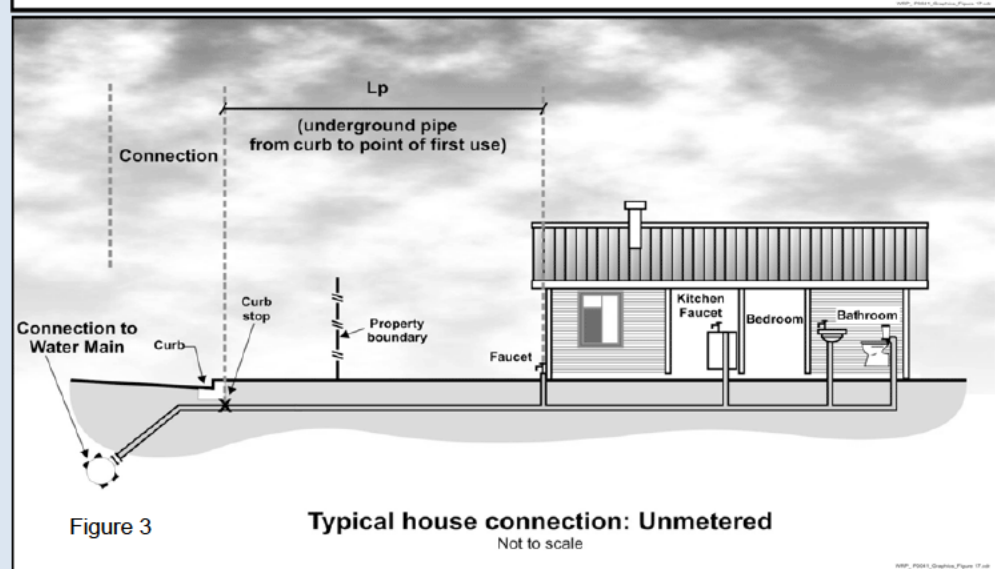 Lp
(underground pipe
from curb to point of first use)
Connection
Curb
stop
Connection to
Water Main
Curb
Property
boundary
Faucet
Kitchen
Faucet
Bedroom
Bathroom
Figure 3
Typical house connection: Unmetered
Not to scale